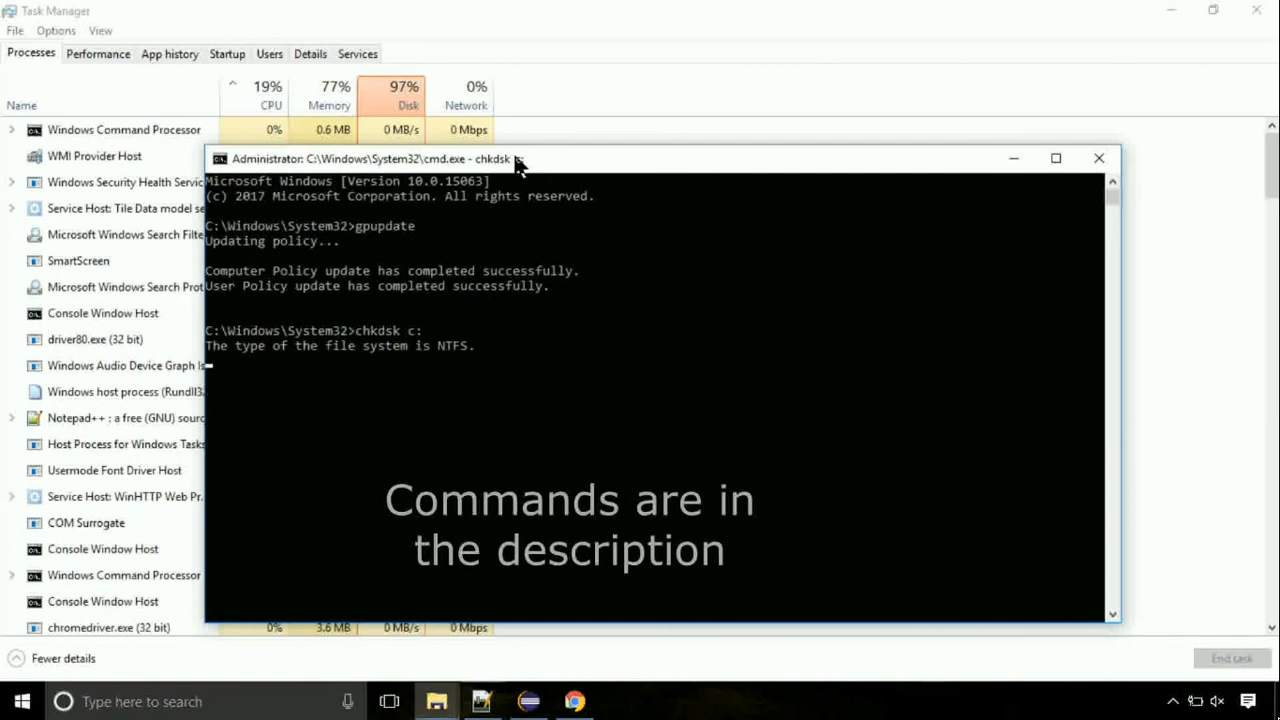 Task Manager
File Options View
Processes Performance App history Startup Users Details Services
19% 77% 97% 0%
Name CPU Memory Disk Network
Windows Command Processor 0% 0.6 MB 0 MB/s 0 Mbps
WMI Provider Host
Administrator: C:\Windows\System32\cmd.exe - chkdsk
Windows Security Health Servic
Microsoft Windows [Version 10.0.15063]
(c) 2017 Microsoft Corporation. All rights reserved.
Service Host: Tile Data model se
C:\Windows\System32>gpupdate
Microsoft Windows Search Filte
Updating policy...
SmartScreen
Computer Policy update has completed successfully.
Microsoft Windows Search Prot
User Policy update has completed successfully.
Console Window Host
C:\Windows\System32>chkdsk c:
driver80.exe (32 bit)
The type of the file system is NTFS.
Windows Audio Device Graph Is
Windows host process (Rundll3
Notepad++ : a free (GNU) sourc
Host Process for Windows Tasks
Usermode Font Driver Host
Service Host: WinHTTP Web Pr
Commands are in
the description
COM Surrogate
Console Window Host
Windows Command Processor
Console Window Host
chromedriver.exe (32 bit) 0% 3.6 MB 0 MB/s 0 Mbps
Fewer details
End task
Type here to search